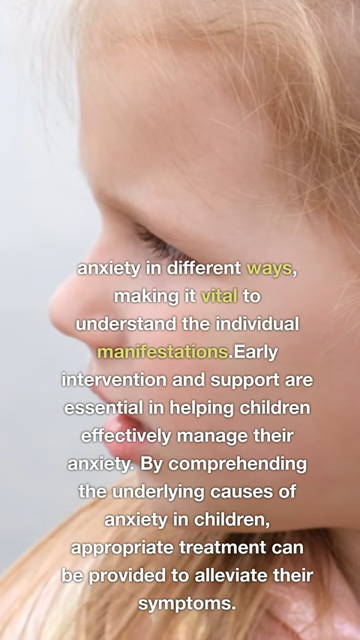 anxiety in different ways,
making it vital to
understand the individual
manifestations.Early
intervention and support are
essential in helping children
effectively manage their
anxiety. By comprehending
the underlying causes of
anxiety in children,
appropriate treatment can
be provided to alleviate their
symptoms.